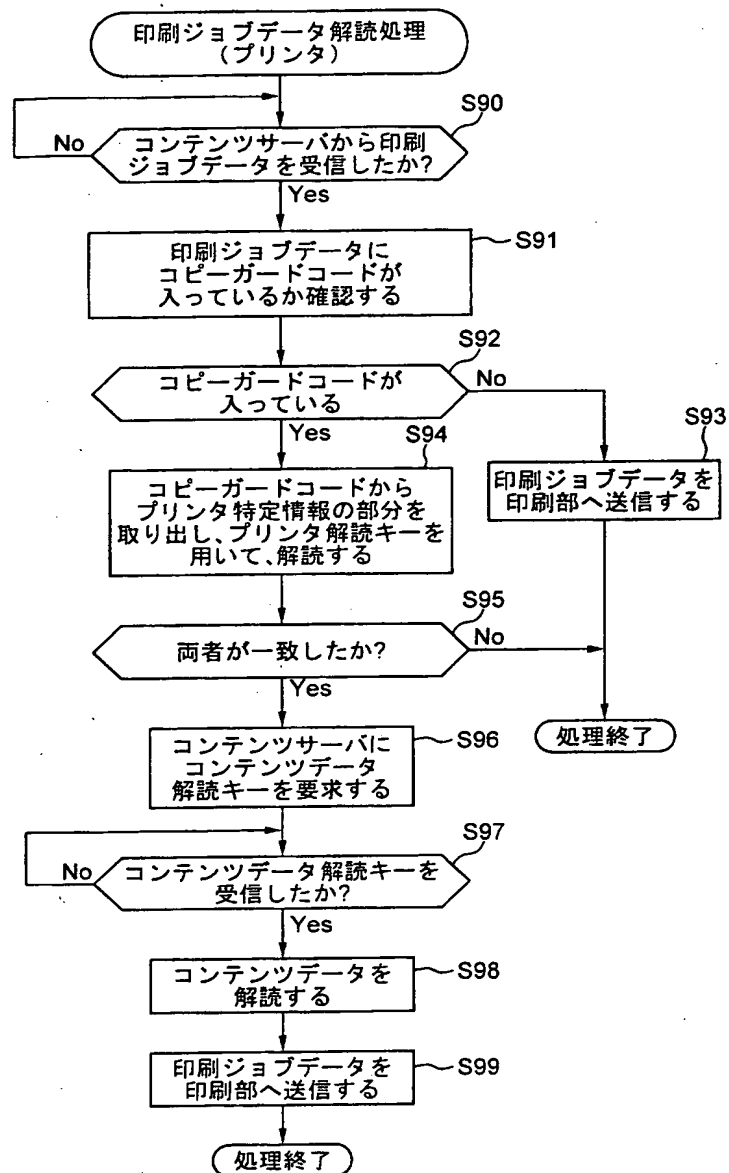 印刷ジョブデータ解読処理
(プリンタ)
S90
No
コンテンツサーバから印刷
ジョブデータを受信したか?
Yes
S91
印刷ジョブデータに
コピーガードコードが
入っているか確認する
S92
コピーガードコードが
入っている
No
Yes
S93
印刷ジョブデータを
印刷部へ送信する
S94
コピーガードコードから
プリンタ特定情報の部分を
取り出し、プリンタ解読キーを
用いて、解読する
S95
両者が一致したか?
No
Yes
処理終了
S96
コンテンツサーバに
コンテンツデータ
解読キーを要求する
S97
No
コンテンツデータ解読キーを
受信したか?
Yes
S98
コンテンツデータを
解読する
S99
印刷ジョブデータを
印刷部へ送信する
処理終了